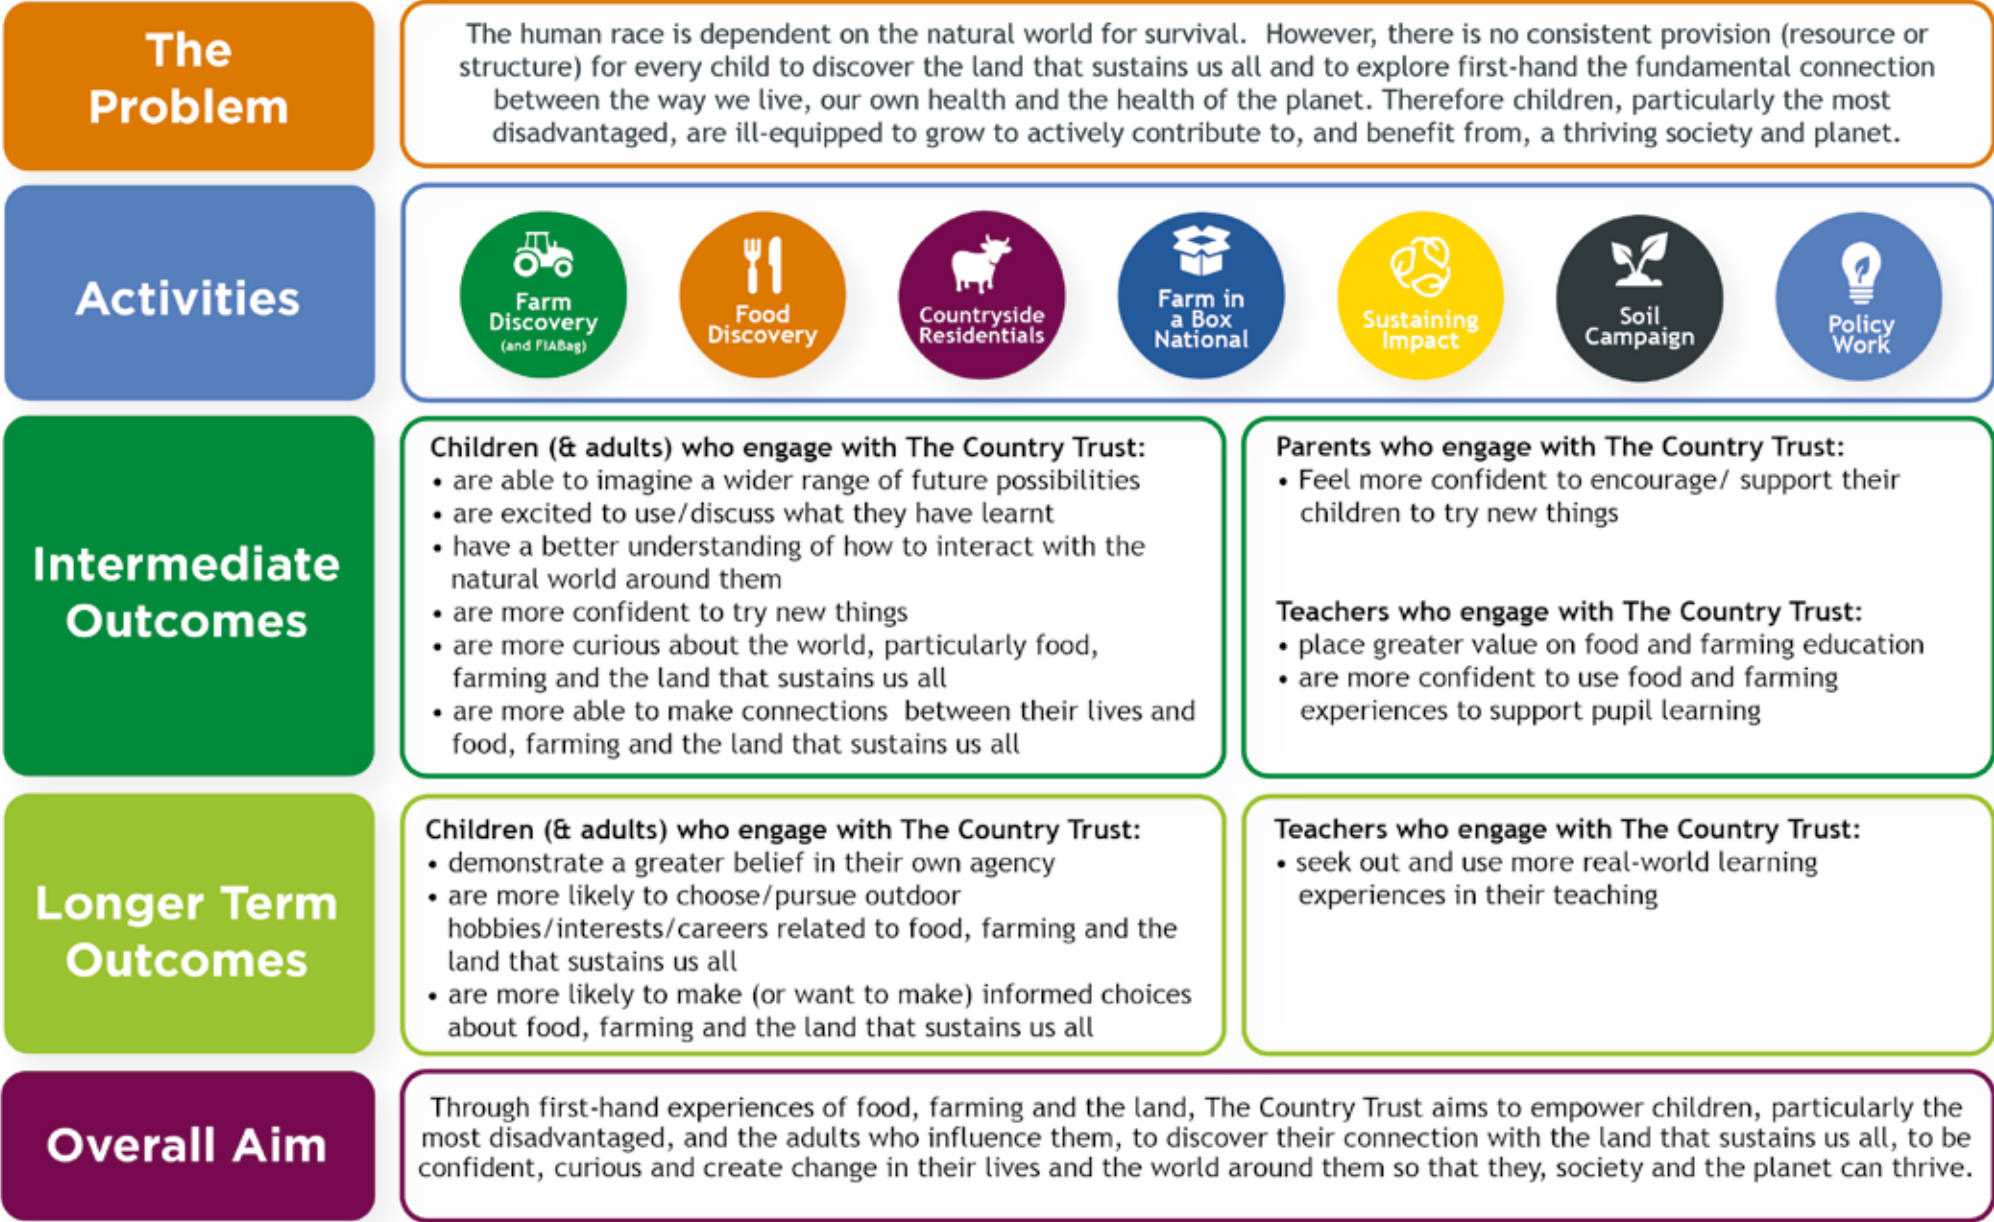 The
Problem
The human race is dependent on the natural world for survival.  However, there is no consistent provision (resource or
structure) for every child to discover the land that sustains us all and to explore first-hand the fundamental connection
between the way we live, our own health and the health of the planet. Therefore children, particularly the most
disadvantaged, are ill-equipped to grow to actively contribute to, and benefit from, a thriving society and planet.
Activities
Farm
Discovery
(and FIABag)
Food
Discovery
Countryside
Residentials
Farm in
a Box
National
Sustaining
Impact
Soil
Campaign
Policy
Work
Intermediate
Outcomes
Children (& adults) who engage with The Country Trust:
• are able to imagine a wider range of future possibilities
• are excited to use/discuss what they have learnt
• have a better understanding of how to interact with the
natural world around them
• are more confident to try new things
• are more curious about the world, particularly food,
farming and the land that sustains us all
• are more able to make connections  between their lives and
food, farming and the land that sustains us all
Parents who engage with The Country Trust:
• Feel more confident to encourage/ support their
children to try new things
Teachers who engage with The Country Trust:
• place greater value on food and farming education
• are more confident to use food and farming
experiences to support pupil learning
Longer Term
Outcomes
Children (& adults) who engage with The Country Trust:
• demonstrate a greater belief in their own agency
• are more likely to choose/pursue outdoor
hobbies/interests/careers related to food, farming and the
land that sustains us all
• are more likely to make (or want to make) informed choices
about food, farming and the land that sustains us all
Teachers who engage with The Country Trust:
• seek out and use more real-world learning
experiences in their teaching
Overall Aim
Through first-hand experiences of food, farming and the land, The Country Trust aims to empower children, particularly the
most disadvantaged, and the adults who influence them, to discover their connection with the land that sustains us all, to be
confident, curious and create change in their lives and the world around them so that they, society and the planet can thrive.